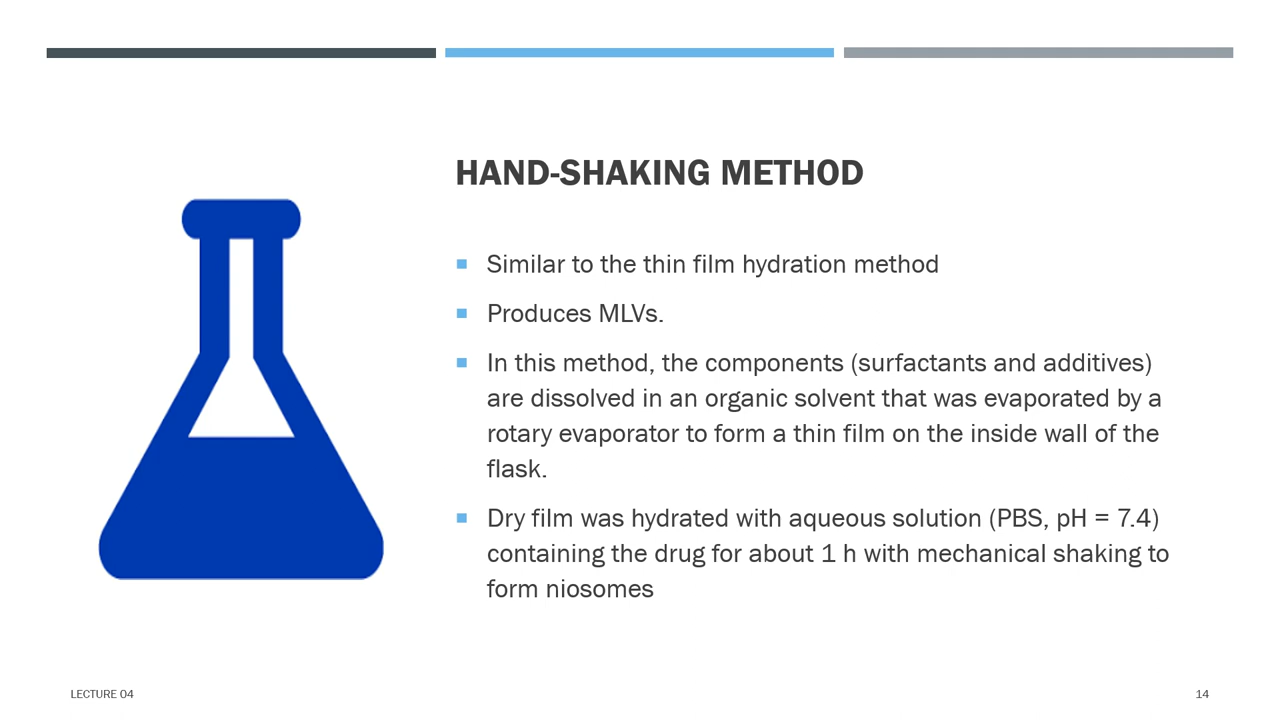 HAND-SHAKING METHOD
Similar to the thin film hydration method
Produces MLVs.
In this method, the components (surfactants and additives)
are dissolved in an organic solvent that was evaporated by a
rotary evaporator to form a thin film on the inside wall of the
flask.
Dry film was hydrated with aqueous solution (PBS, pH = 7.4)
containing the drug for about 1 h with mechanical shaking to
form niosomes
LECTURE 04
14